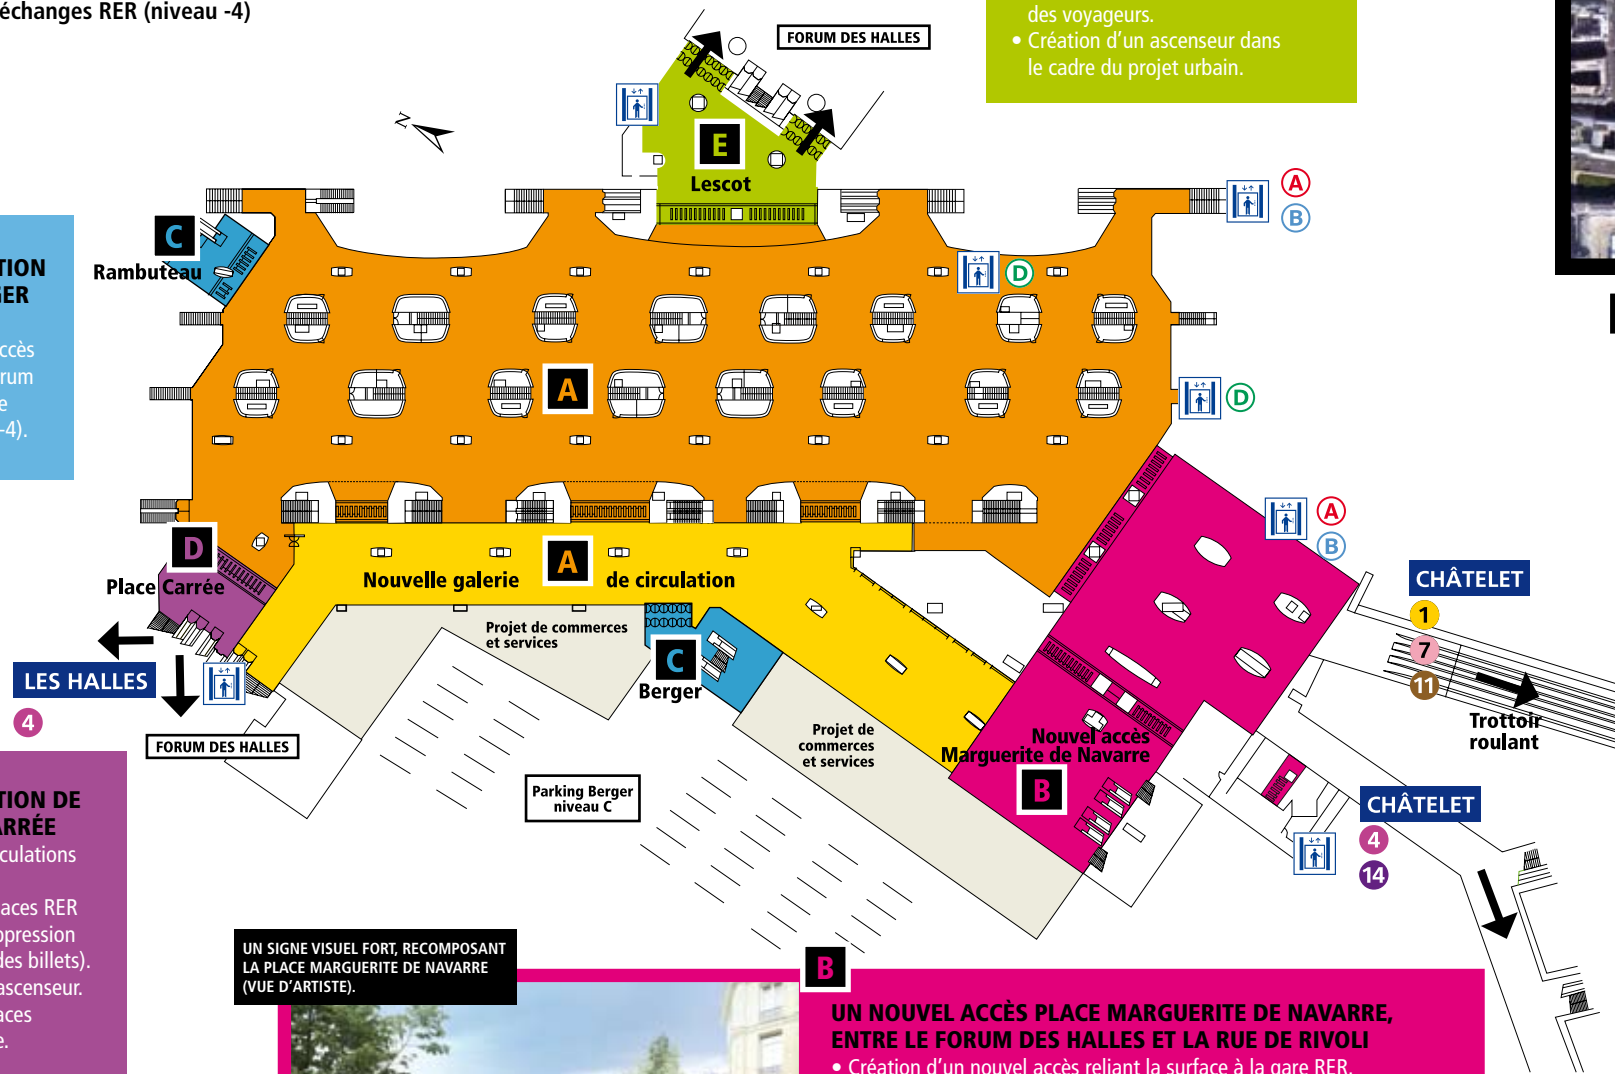 échanges RER (niveau -4)
des voyageurs.
• Création d’un ascenseur dans
le cadre du projet urbain.
FORUM DES HALLES
N
E
Lescot
A
B
C
Rambuteau
D
A
D
TION
GER
ccès
rum
e
-4).
D
Place Carrée
A
Nouvelle galerie de circulation
A
B
CHÂTELET
1
7
11
Trottoir
roulant
Projet de commerces
et services
C
Berger
LES HALLES
4
FORUM DES HALLES
Projet de
commerces
et services
Nouvel accès
Marguerite de Navarre
B
Parking Berger
niveau C
CHÂTELET
4
14
TION DE
ARRÉE
culations
aces RER
ppression
des billets).
ascenseur.
aces
e.
UN SIGNE VISUEL FORT, RECOMPOSANT
LA PLACE MARGUERITE DE NAVARRE
(VUE D’ARTISTE).
B
UN NOUVEL ACCÈS PLACE MARGUERITE DE NAVARRE,
ENTRE LE FORUM DES HALLES ET LA RUE DE RIVOLI
• Création d’un nouvel accès reliant la surface à la gare RER.